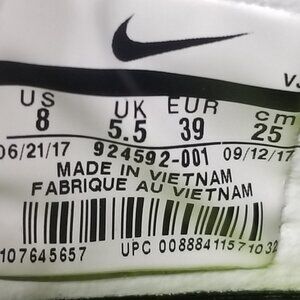 US UK EUR cm
8 5.5 39 25
06/21/17 924592-001 09/12/17
MADE IN VIETNAM
FABRIQUE AU VIETNAM
107645657 UPC 00888411571032